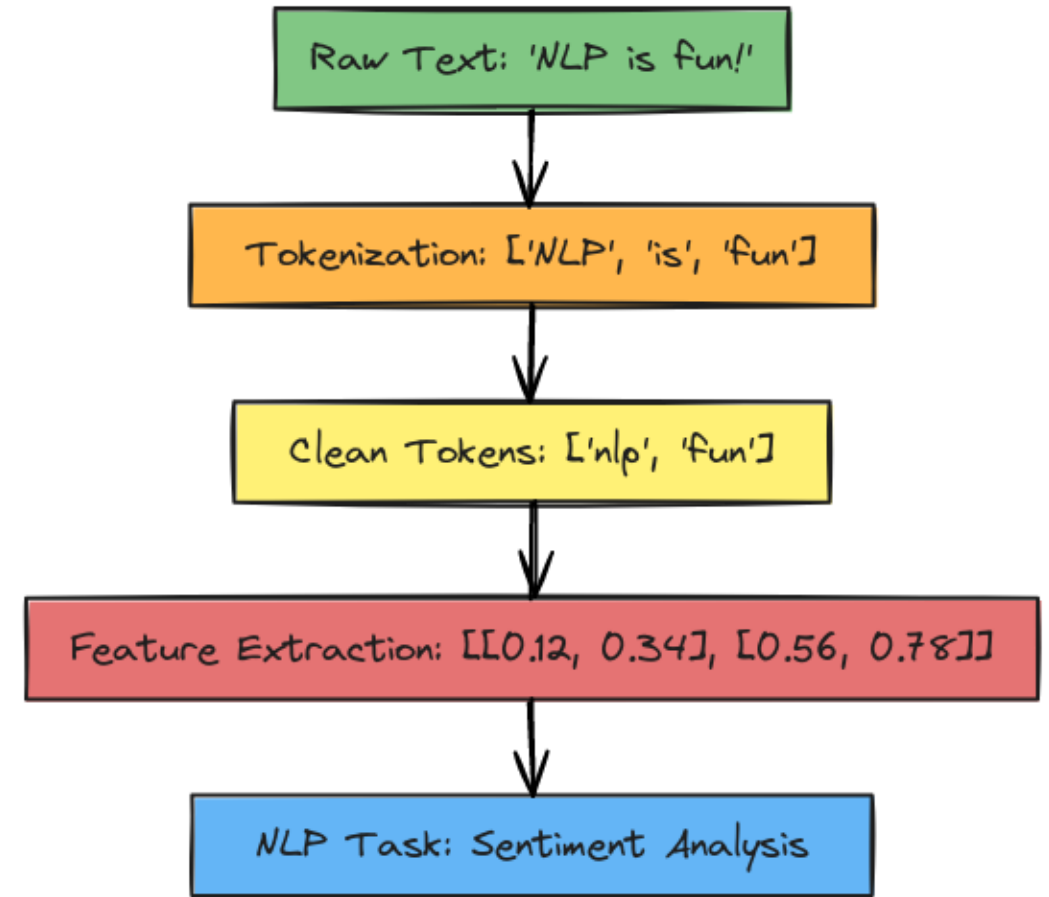 Raw Text: 'NLP is fun!'
Tokenization: ['NLP', 'is', 'fun']
Clean Tokens: ['nlp', 'fun']
Feature Extraction: [[0.12, 0.34], [0.56, 0.78]]
NLP Task: Sentiment Analysis